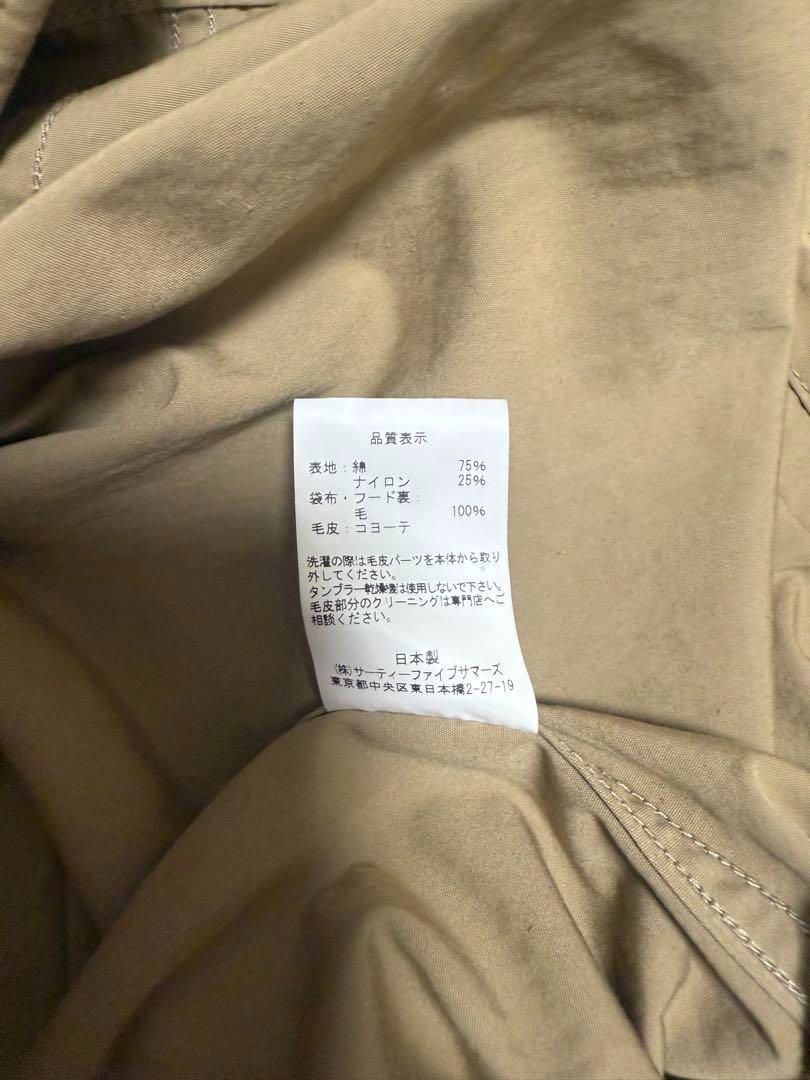 品質表示
表地：綿 75%
ナイロン 25%
袋布・フード裏：
毛 100%
毛皮：コヨーテ
洗濯の際は毛皮パーツを本体から取り
外してください。
タンブラー乾燥機は使用しないで下さい。
毛皮部分のクリーニングは専門店へご
相談ください。
日本製
(株)サーティーファイブサマーズ
東京都中央区東日本橋2-27-19